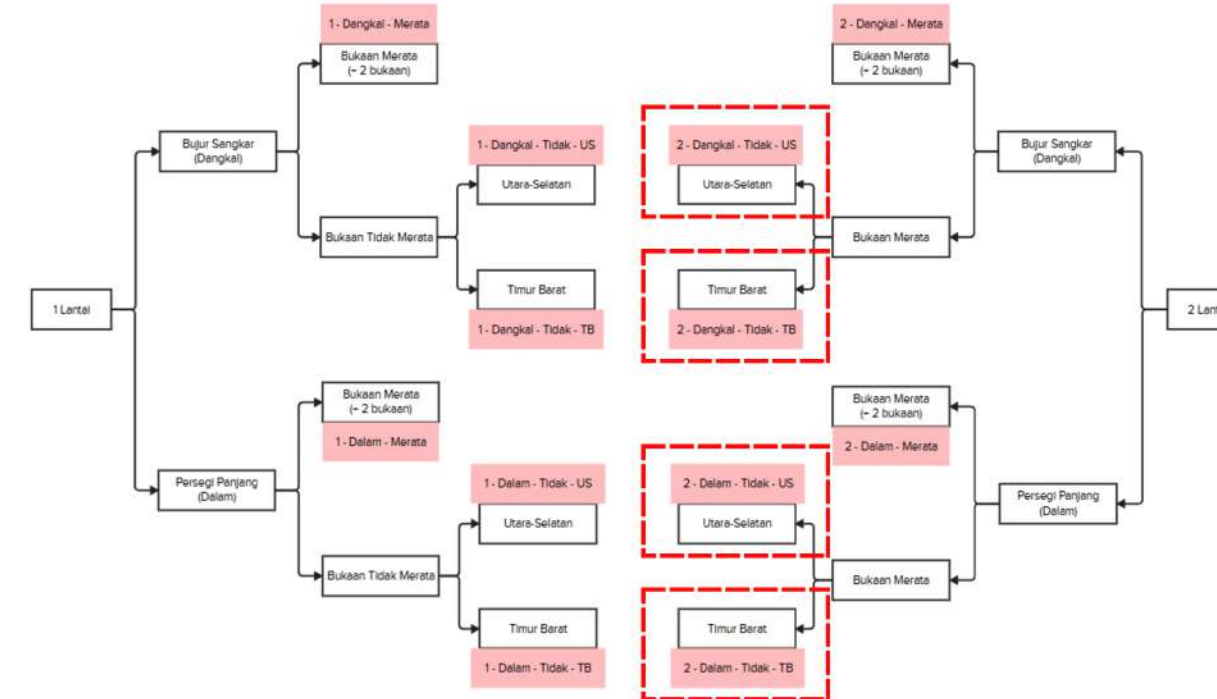 1 - Dangkal - Merata
Bukaan Merata
(~ 2 bukaan)
Bujur Sangkar
(Dangkal)
1 - Dangkal - Tidak - US
Utara-Selatan
Bukaan Tidak Merata
Timur Barat
1 - Dangkal - Tidak - TB
1 Lantai
Bukaan Merata
(~ 2 bukaan)
1 - Dalam - Merata
Persegi Panjang
(Dalam)
1 - Dalam - Tidak - US
Utara-Selatan
Bukaan Tidak Merata
Timur Barat
1 - Dalam - Tidak - TB
2 - Dangkal - Merata
Bukaan Merata
(~ 2 bukaan)
2 - Dangkal - Tidak - US
Utara-Selatan
Bujur Sangkar
(Dangkal)
Bukaan Merata
Timur Barat
2 - Dangkal - Tidak - TB
2 Lant
Bukaan Merata
(~ 2 bukaan)
2 - Dalam - Merata
2 - Dalam - Tidak - US
Utara-Selatan
Persegi Panjang
(Dalam)
Bukaan Merata
Timur Barat
2 - Dalam - Tidak - TB